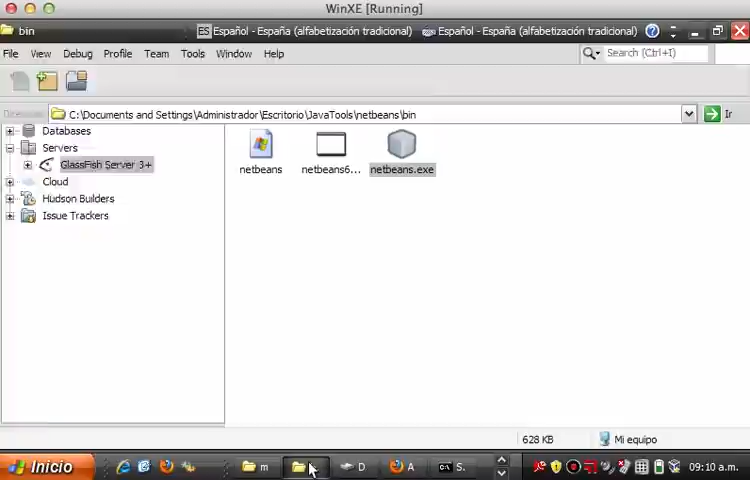 WinXE [Running]
bin
ES Español - España (alfabetización tradicional)
Español - España (alfabetización tradicional)
File View Debug Profile Team Tools Window Help
Search (Ctrl+I)
C:\Documents and Settings\Administrador\Escritorio\JavaTools\netbeans\bin
Ir
Databases
Servers
GlassFish Server 3+
Cloud
Hudson Builders
Issue Trackers
netbeans
netbeans6...
netbeans.exe
628 KB
Mi equipo
Inicio
m
D
A
S.
09:10 a.m.